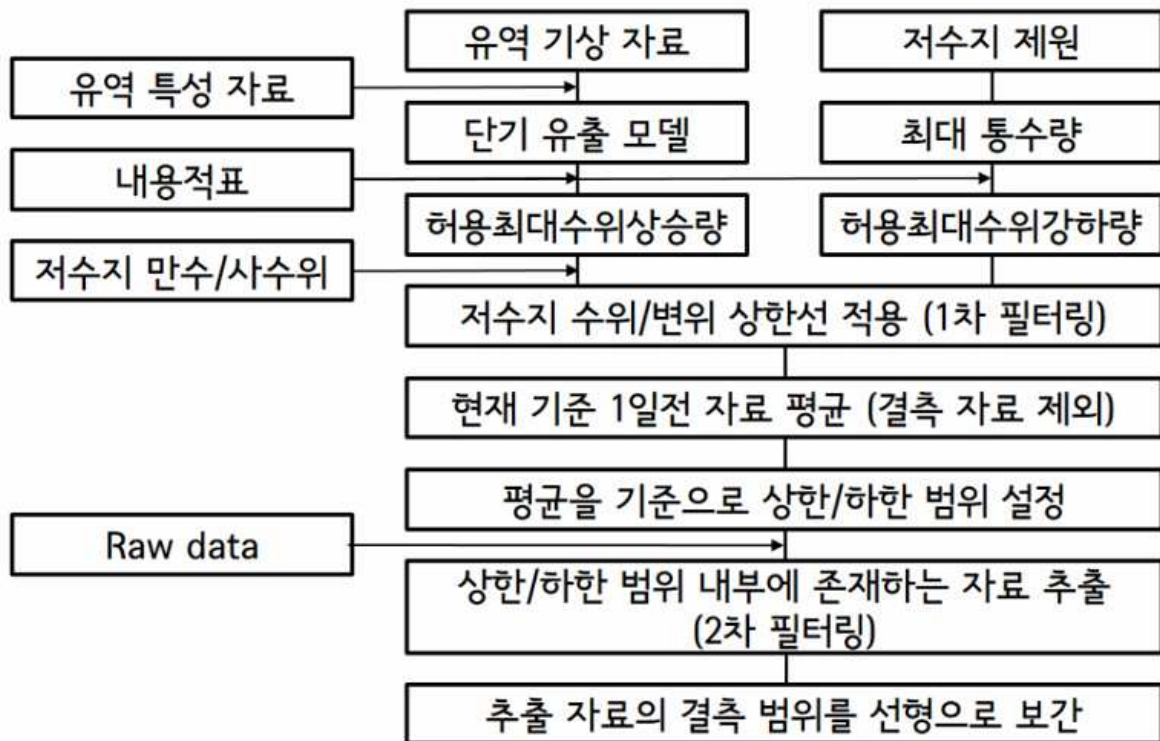 유역 기상 자료
저수지 제원
유역 특성 자료
단기 유출 모델
최대 통수량
내용적표
허용최대수위상승량
허용최대수위강하량
저수지 만수/사수위
저수지 수위/변위 상한선 적용 (1차 필터링)
현재 기준 1일전 자료 평균 (결측 자료 제외)
평균을 기준으로 상한/하한 범위 설정
Raw data
상한/하한 범위 내부에 존재하는 자료 추출
(2차 필터링)
추출 자료의 결측 범위를 선형으로 보간